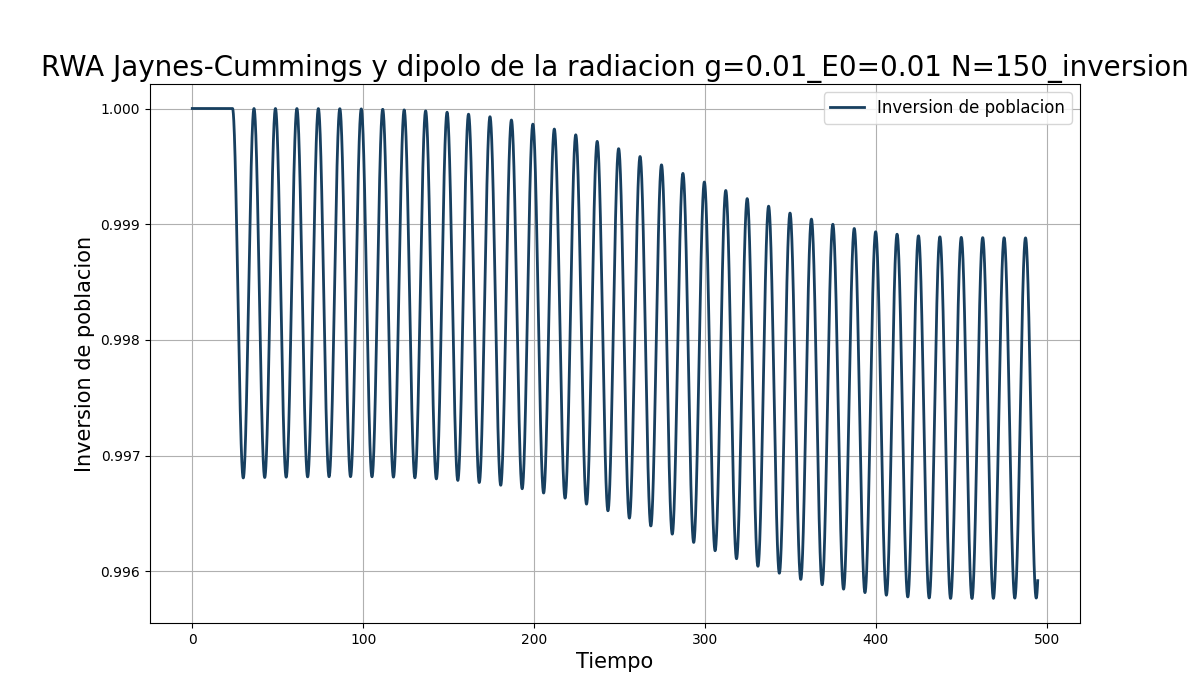 RWA Jaynes-Cummings y dipolo de la radiacion g=0.01_E0=0.01 N=150_inversion
Inversion de poblacion
1.000
0.999
0.998
0.997
0.996
Inversion de poblacion
0
100
200
300
400
500
Tiempo